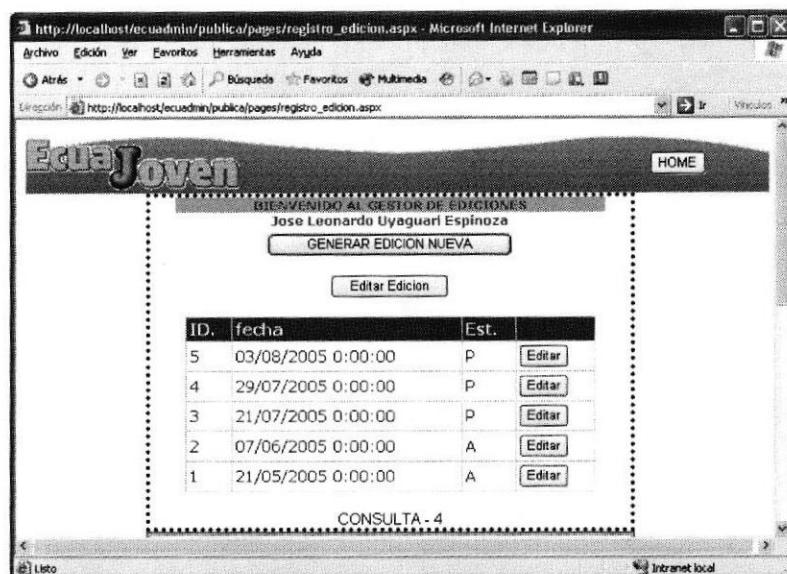 http://localhost/ecuadmin/publica/pages/registro_edicion.aspx - Microsoft Internet Explorer
Archivo Edición Ver Favoritos Herramientas Ayuda
Atrás Búsqueda Favoritos Multimedia
Dirección http://localhost/ecuadmin/publica/pages/registro_edicion.aspx Ir Vínculos »
EcuaJoven HOME
BIENVENIDO AL GESTOR DE EDICIONES
Jose Leonardo Uyaguari Espinoza
GENERAR EDICION NUEVA
Editar Edicion
ID. fecha Est.
5 03/08/2005 0:00:00 P Editar
4 29/07/2005 0:00:00 P Editar
3 21/07/2005 0:00:00 P Editar
2 07/06/2005 0:00:00 A Editar
1 21/05/2005 0:00:00 A Editar
CONSULTA - 4
Listo Intranet local